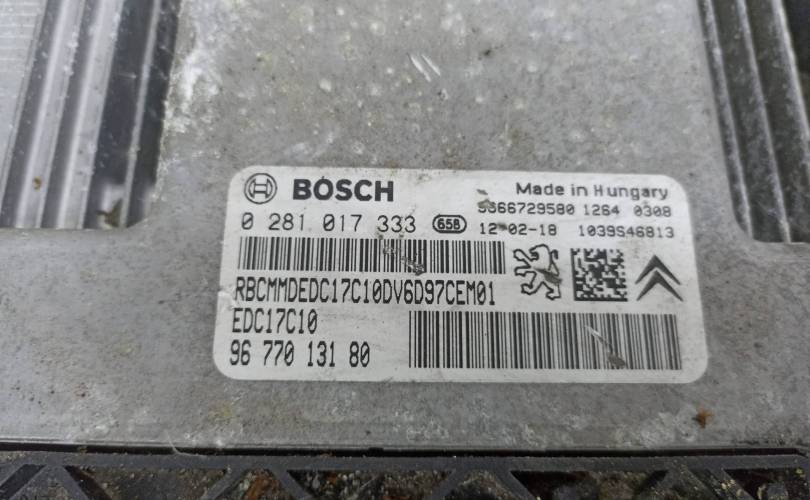 BOSCH
Made in Hungary
1264 0308
0 281 017 333 658
12-02-18 1039S46813
RBCMMDEDC17C10DV6D97CEM01
EDC17C10
96 770 131 80